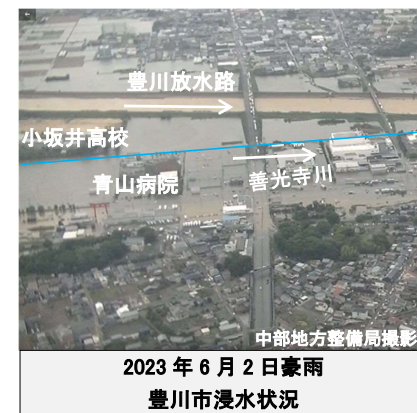 豊川放水路
小坂井高校
青山病院
善光寺川
中部地方整備局撮影
2023年6月2日豪雨
豊川市浸水状況